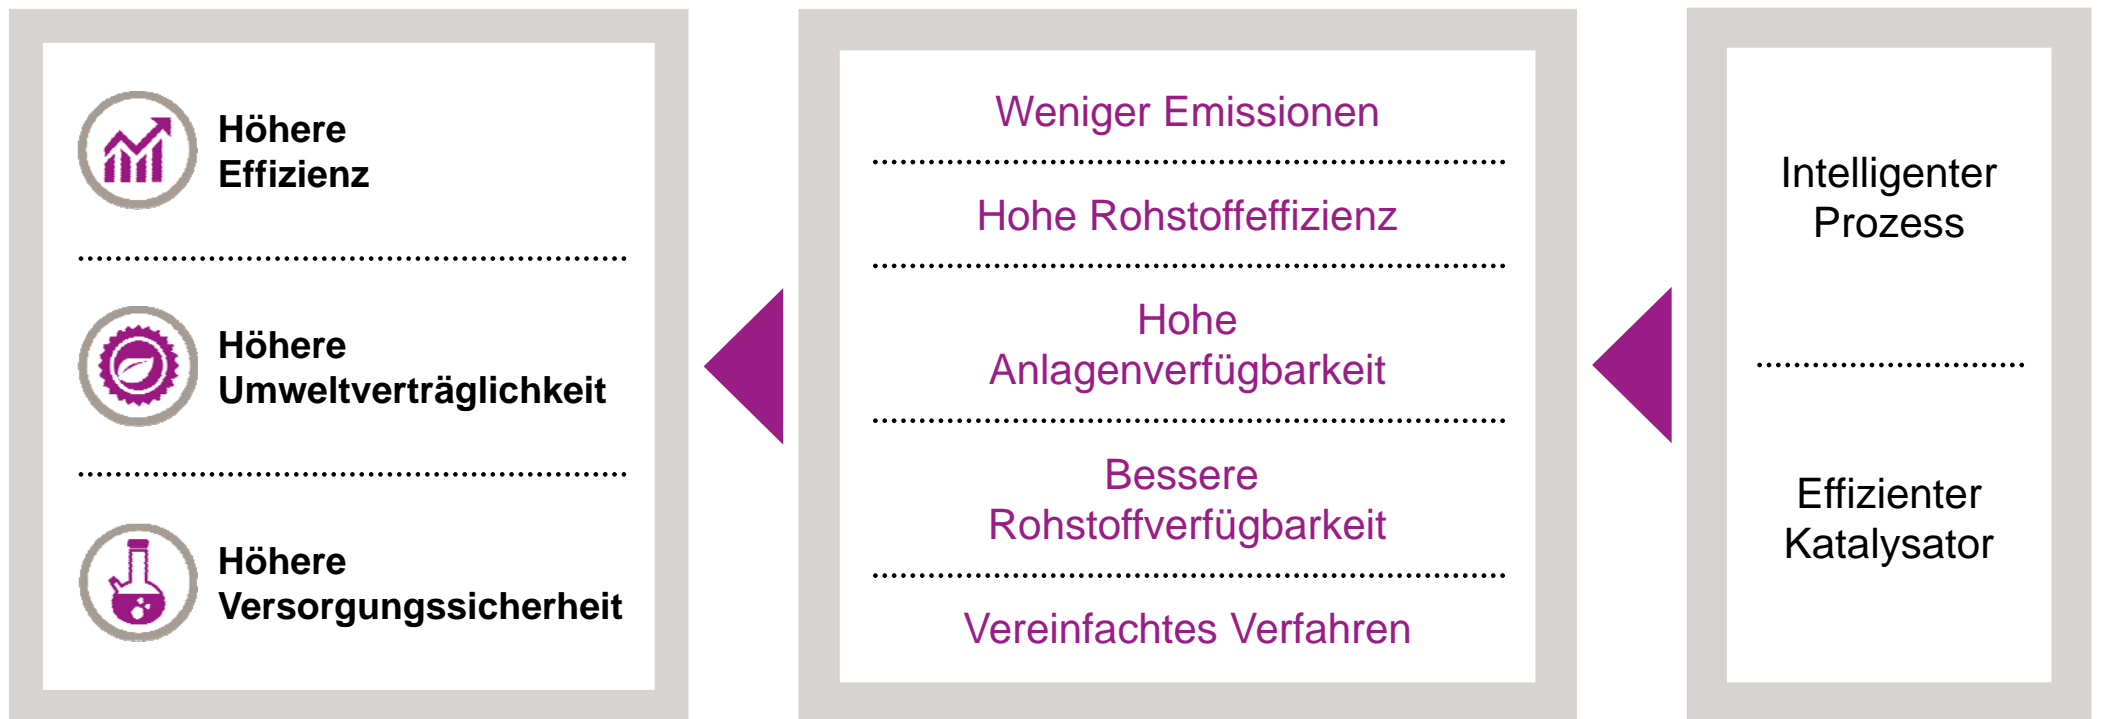 Höhere
Effizienz
Höhere
Umweltverträglichkeit
Höhere
Versorgungssicherheit
Weniger Emissionen
Hohe Rohstoffeffizienz
Hohe
Anlagenverfügbarkeit
Bessere
Rohstoffverfügbarkeit
Vereinfachtes Verfahren
Intelligenter
Prozess
Effizienter
Katalysator